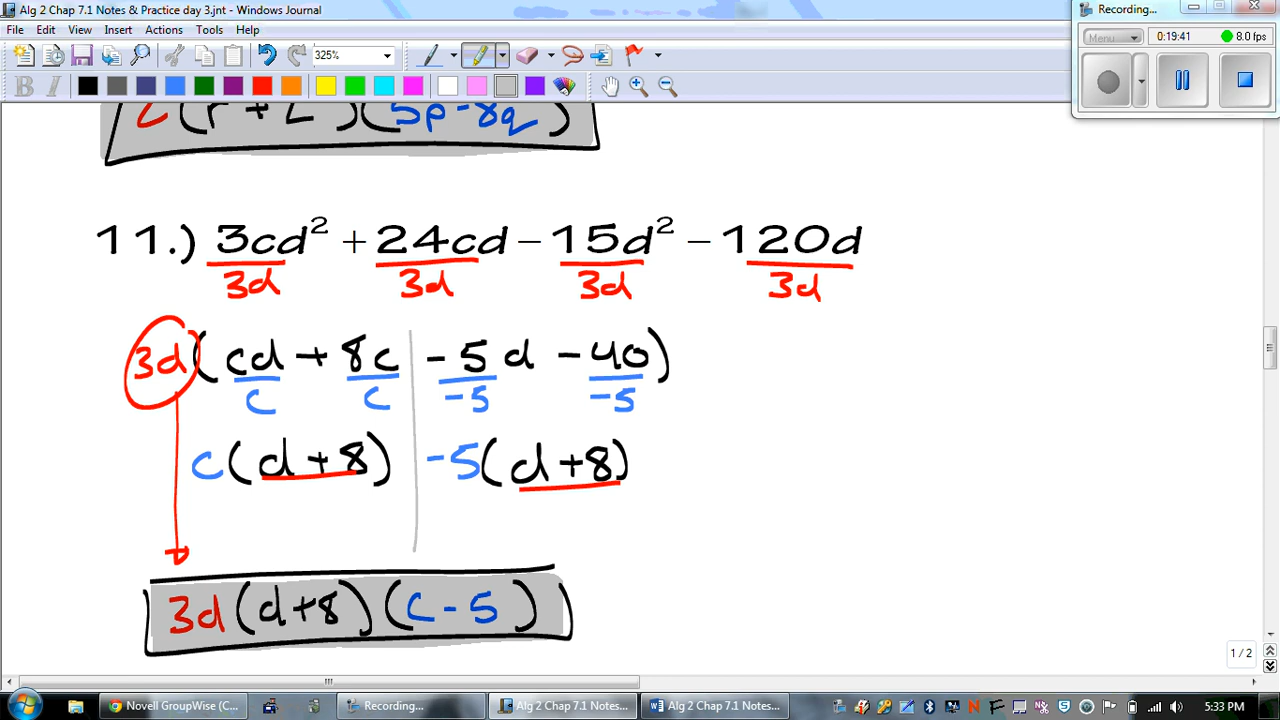 Alg 2 Chap 7.1 Notes & Practice day 3.jnt - Windows Journal
Recording...
File Edit View Insert Actions Tools Help
Menu...
0:19:41
8.0 fps
325%
(r + 2)(5p - 8q)
11.) 3cd² + 24cd - 15d² - 120d
3d 3d 3d 3d
3d(cd + 8c - 5d - 40)
c c -5 -5
c(d+8) -5(d+8)
3d(d+8)(c-5)
1 / 2
Novell GroupWise (C...
Recording...
Alg 2 Chap 7.1 Notes...
Alg 2 Chap 7.1 Notes...
5:33 PM